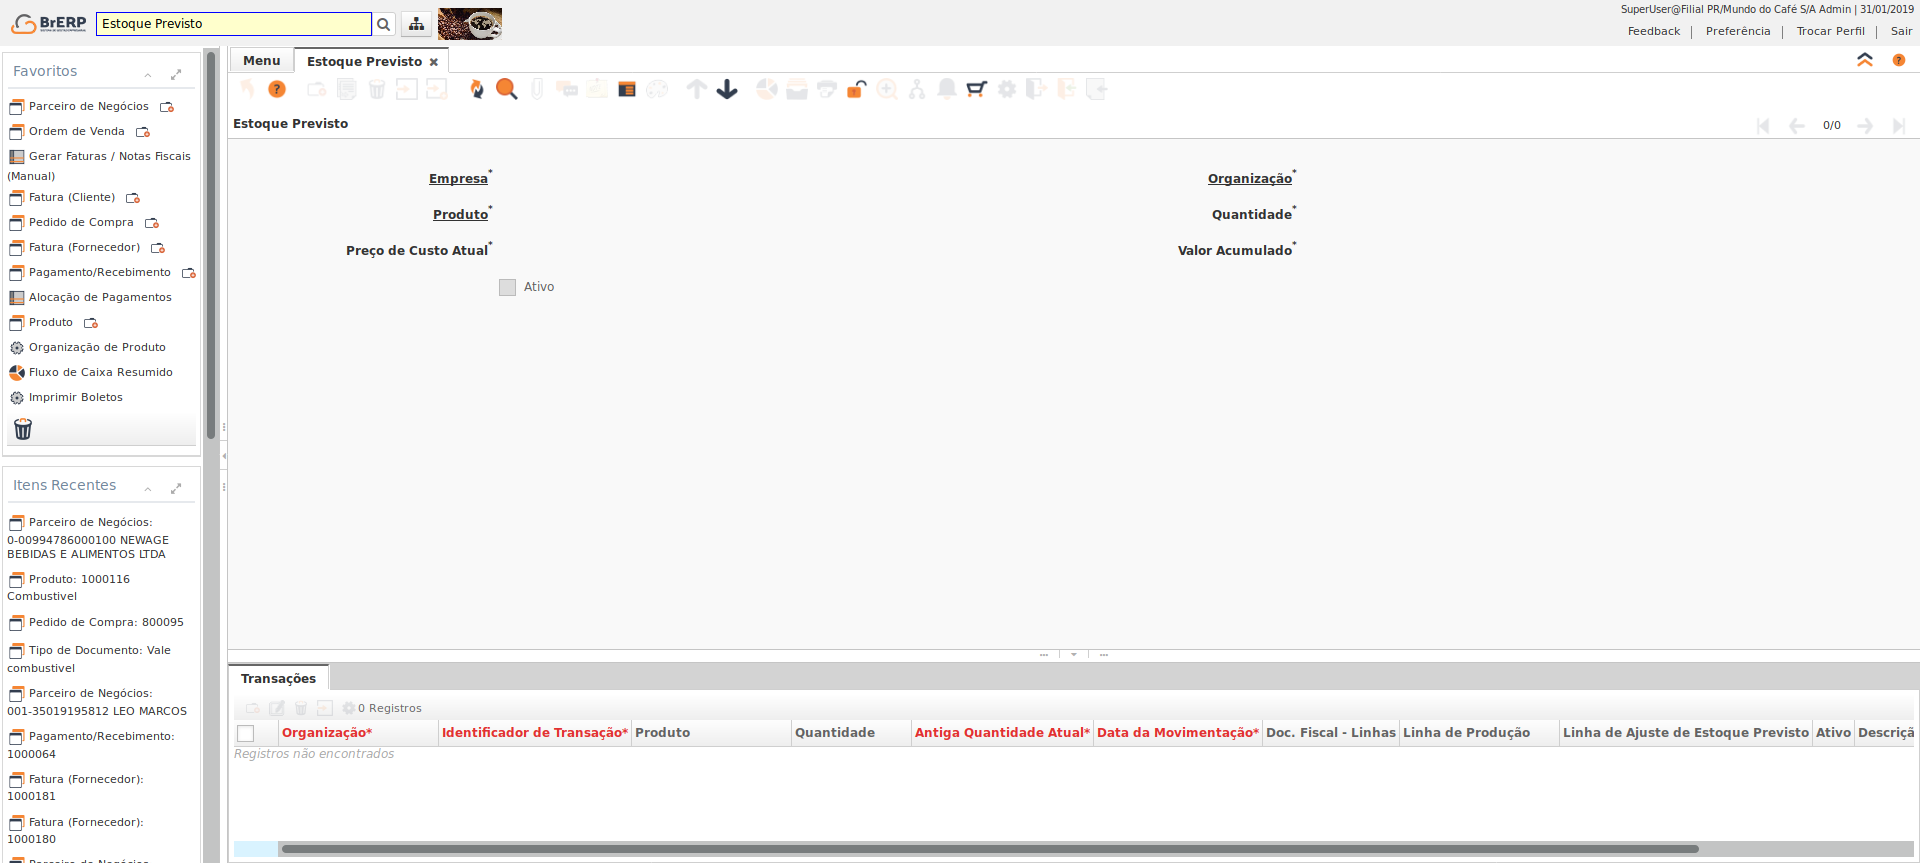 BrERP
Estoque Previsto
SuperUser@Filial PR/Mundo do Café S/A Admin | 31/01/2019
Feedback | Preferência | Trocar Perfil | Sair
Favoritos
Parceiro de Negócios
Ordem de Venda
Gerar Faturas / Notas Fiscais
(Manual)
Fatura (Cliente)
Pedido de Compra
Fatura (Fornecedor)
Pagamento/Recebimento
Alocação de Pagamentos
Produto
Organização de Produto
Fluxo de Caixa Resumido
Imprimir Boletos
Itens Recentes
Parceiro de Negócios:
0-00994786000100 NEWAGE
BEBIDAS E ALIMENTOS LTDA
Produto: 1000116
Combustivel
Pedido de Compra: 800095
Tipo de Documento: Vale
combustivel
Parceiro de Negócios:
001-35019195812 LEO MARCOS
Pagamento/Recebimento:
1000064
Fatura (Fornecedor):
1000181
Fatura (Fornecedor):
1000180
Parceiro de Negócios
Menu
Estoque Previsto
Estoque Previsto
0/0
Empresa*
Organização*
Produto*
Quantidade*
Preço de Custo Atual*
Valor Acumulado*
Ativo
Transações
0 Registros
Organização* Identificador de Transação* Produto Quantidade Antiga Quantidade Atual* Data da Movimentação* Doc. Fiscal - Linhas Linha de Produção Linha de Ajuste de Estoque Previsto Ativo Descriçã
Registros não encontrados